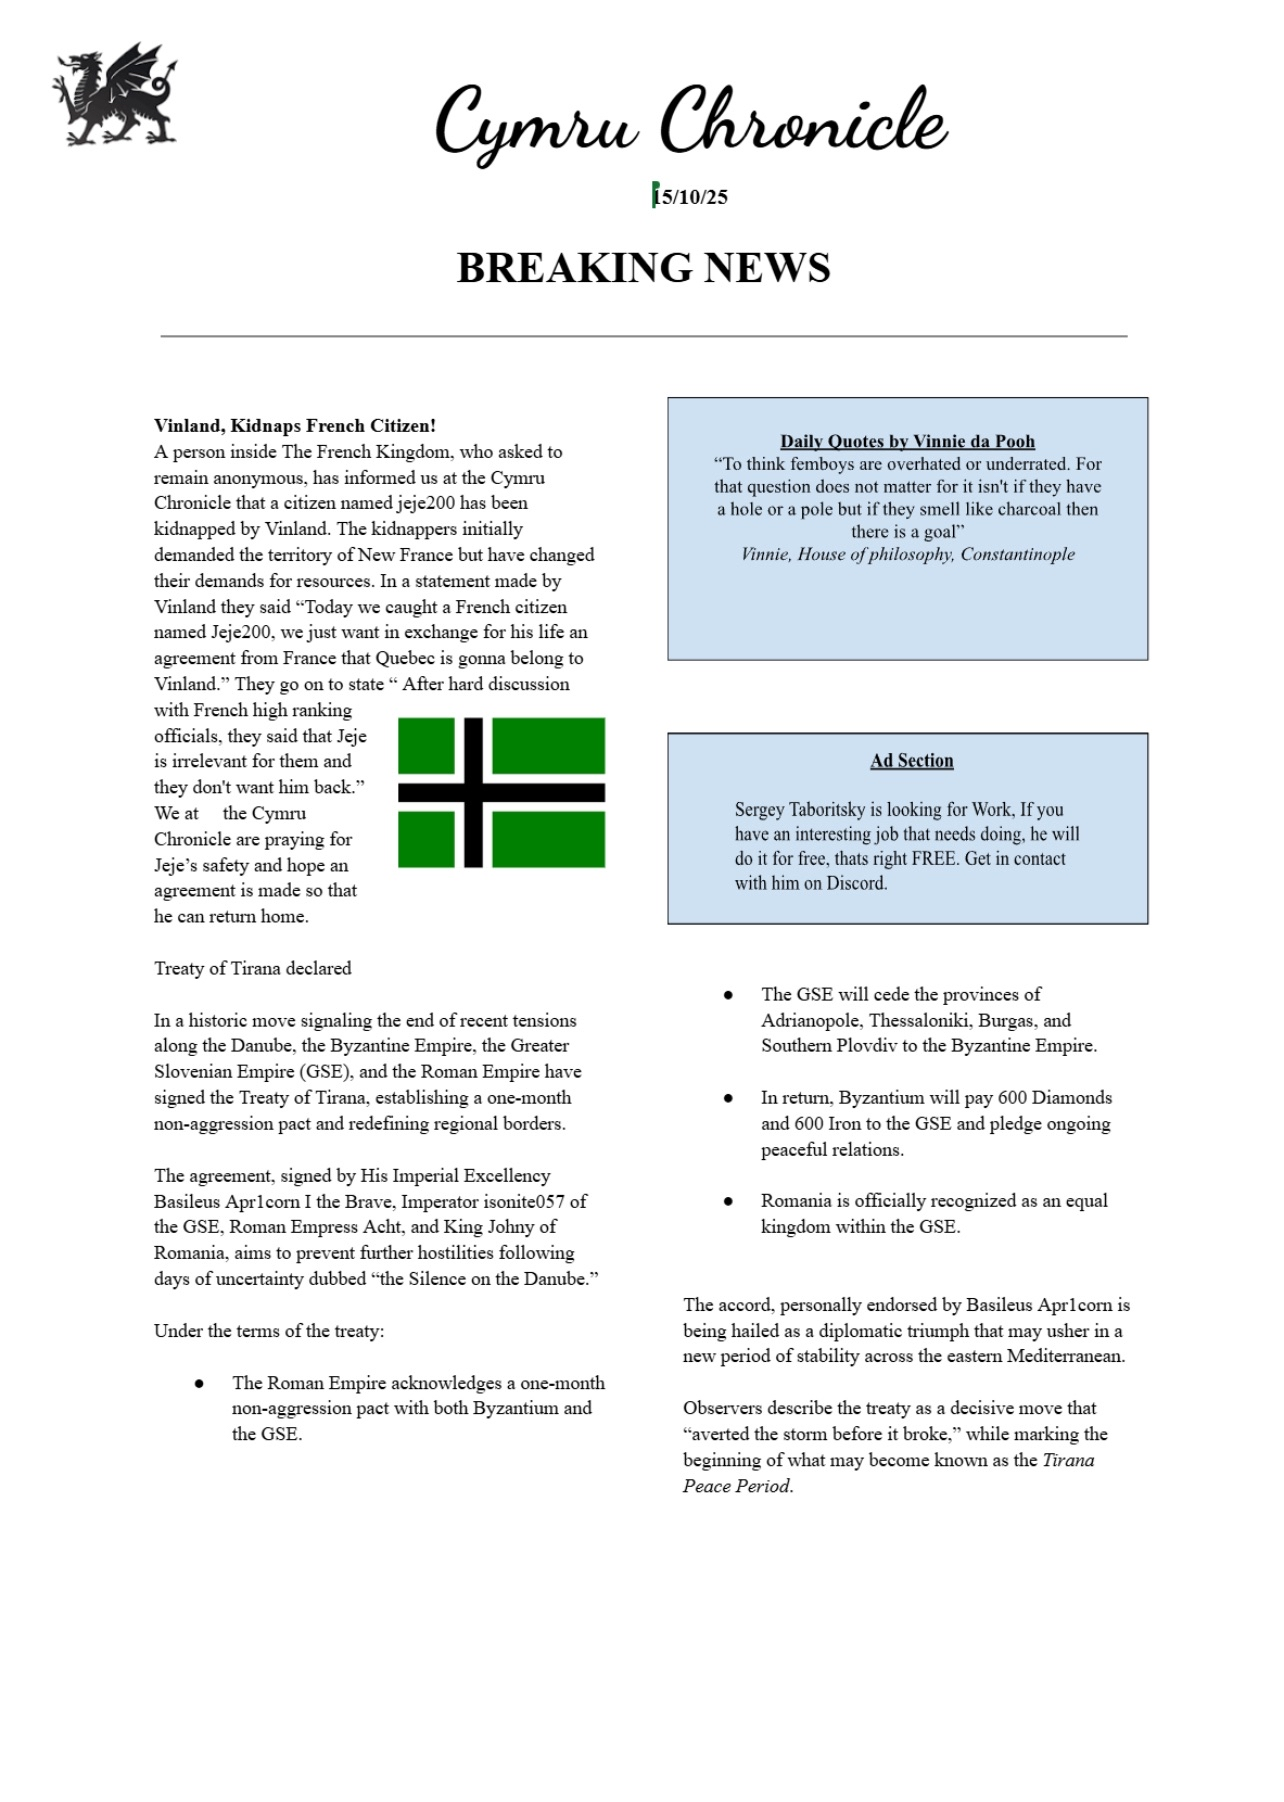 Cymru Chronicle
15/10/25
BREAKING NEWS
Vinland, Kidnaps French Citizen!
A person inside The French Kingdom, who asked to
remain anonymous, has informed us at the Cymru
Chronicle that a citizen named jeje200 has been
kidnapped by Vinland. The kidnappers initially
demanded the territory of New France but have changed
their demands for resources. In a statement made by
Vinland they said “Today we caught a French citizen
named Jeje200, we just want in exchange for his life an
agreement from France that Quebec is gonna belong to
Vinland.” They go on to state “ After hard discussion
with French high ranking
officials, they said that Jeje
is irrelevant for them and
they don't want him back.”
We at the Cymru
Chronicle are praying for
Jeje’s safety and hope an
agreement is made so that
he can return home.
Treaty of Tirana declared
In a historic move signaling the end of recent tensions
along the Danube, the Byzantine Empire, the Greater
Slovenian Empire (GSE), and the Roman Empire have
signed the Treaty of Tirana, establishing a one-month
non-aggression pact and redefining regional borders.
The agreement, signed by His Imperial Excellency
Basileus Apr1corn I the Brave, Imperator isonite057 of
the GSE, Roman Empress Acht, and King Johny of
Romania, aims to prevent further hostilities following
days of uncertainty dubbed “the Silence on the Danube.”
Under the terms of the treaty:
● The Roman Empire acknowledges a one-month
non-aggression pact with both Byzantium and
the GSE.
Daily Quotes by Vinnie da Pooh
“To think femboys are overhated or underrated. For
that question does not matter for it isn't if they have
a hole or a pole but if they smell like charcoal then
there is a goal”
Vinnie, House of philosophy, Constantinople
Ad Section
Sergey Taboritsky is looking for Work, If you
have an interesting job that needs doing, he will
do it for free, thats right FREE. Get in contact
with him on Discord.
● The GSE will cede the provinces of
Adrianopole, Thessaloniki, Burgas, and
Southern Plovdiv to the Byzantine Empire.
● In return, Byzantium will pay 600 Diamonds
and 600 Iron to the GSE and pledge ongoing
peaceful relations.
● Romania is officially recognized as an equal
kingdom within the GSE.
The accord, personally endorsed by Basileus Apr1corn is
being hailed as a diplomatic triumph that may usher in a
new period of stability across the eastern Mediterranean.
Observers describe the treaty as a decisive move that
“averted the storm before it broke,” while marking the
beginning of what may become known as the Tirana
Peace Period.